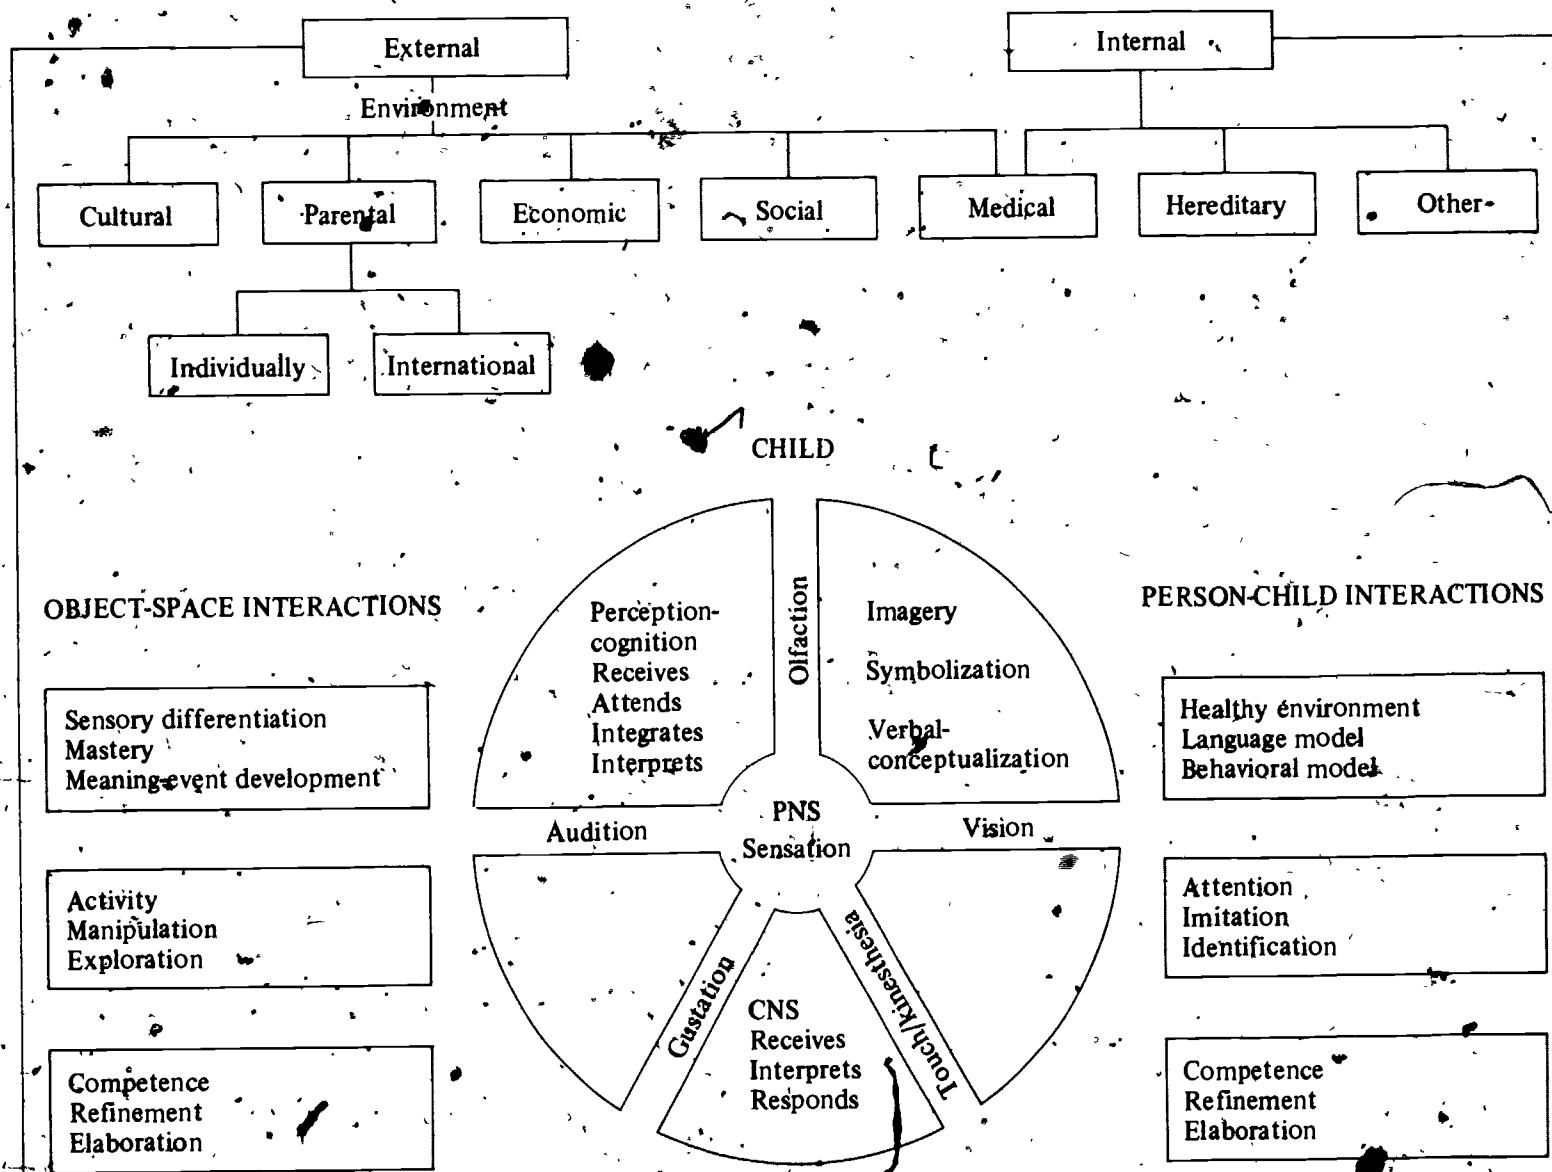 External
Internal
Environment
Cultural
Parental
Economic
Social
Medical
Hereditary
Other
Individually
International
CHILD
OBJECT-SPACE INTERACTIONS
Sensory differentiation
Mastery
Meaning-event development
Activity
Manipulation
Exploration
Competence
Refinement
Elaboration
Perception-
cognition
Receives
Attends
Integrates
Interprets
Olfaction
Imagery
Symbolization
Verbal-
conceptualization
Audition
PNS
Sensation
Vision
Gustation
Touch/kinesthesia
CNS
Receives
Interprets
Responds
PERSON-CHILD INTERACTIONS
Healthy environment
Language model
Behavioral model
Attention
Imitation
Identification
Competence
Refinement
Elaboration